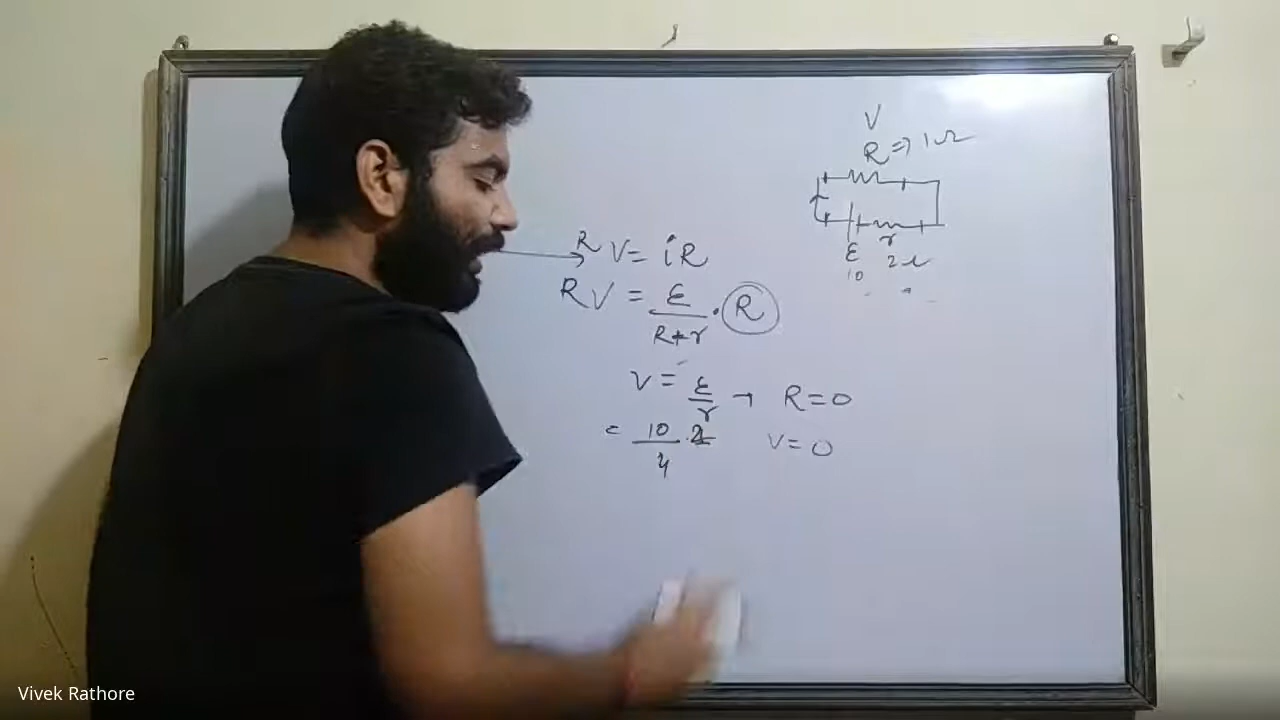 V
R ⇒ 1Ω
R V = iR
R V = ε/(R+r) · R
ε r
10 2Ω
V = ε/r → R = 0
= 10/4 · 2 V = 0
Vivek Rathore